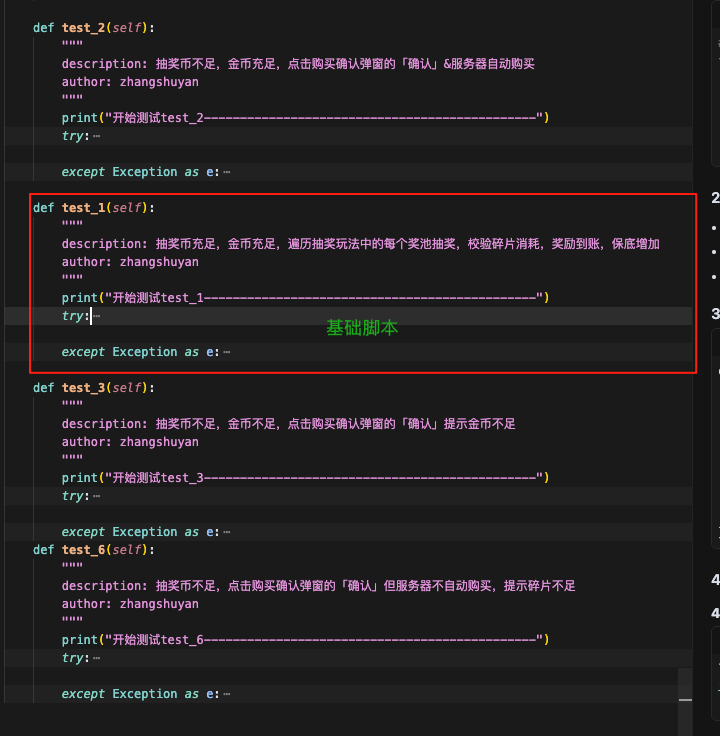 def test_2(self):
"""
description: 抽奖币不足，金币充足，点击购买确认弹窗的「确认」&服务器自动购买
author: zhangshuyan
"""
print("开始测试test_2----------------------------------------------")
try:⋯
except Exception as e:⋯
def test_1(self):
"""
description: 抽奖币充足，金币充足，遍历抽奖玩法中的每个奖池抽奖，校验碎片消耗，奖励到账，保底增加
author: zhangshuyan
"""
print("开始测试test_1----------------------------------------------")
try:⋯
基础脚本
except Exception as e:⋯
def test_3(self):
"""
description: 抽奖币不足，金币不足，点击购买确认弹窗的「确认」提示金币不足
author: zhangshuyan
"""
print("开始测试test_3----------------------------------------------")
try:⋯
except Exception as e:⋯
def test_6(self):
"""
description: 抽奖币不足，点击购买确认弹窗的「确认」但服务器不自动购买，提示碎片不足
author: zhangshuyan
"""
print("开始测试test_6----------------------------------------------")
try:⋯
except Exception as e:⋯
2
•
•
•
3
4
4